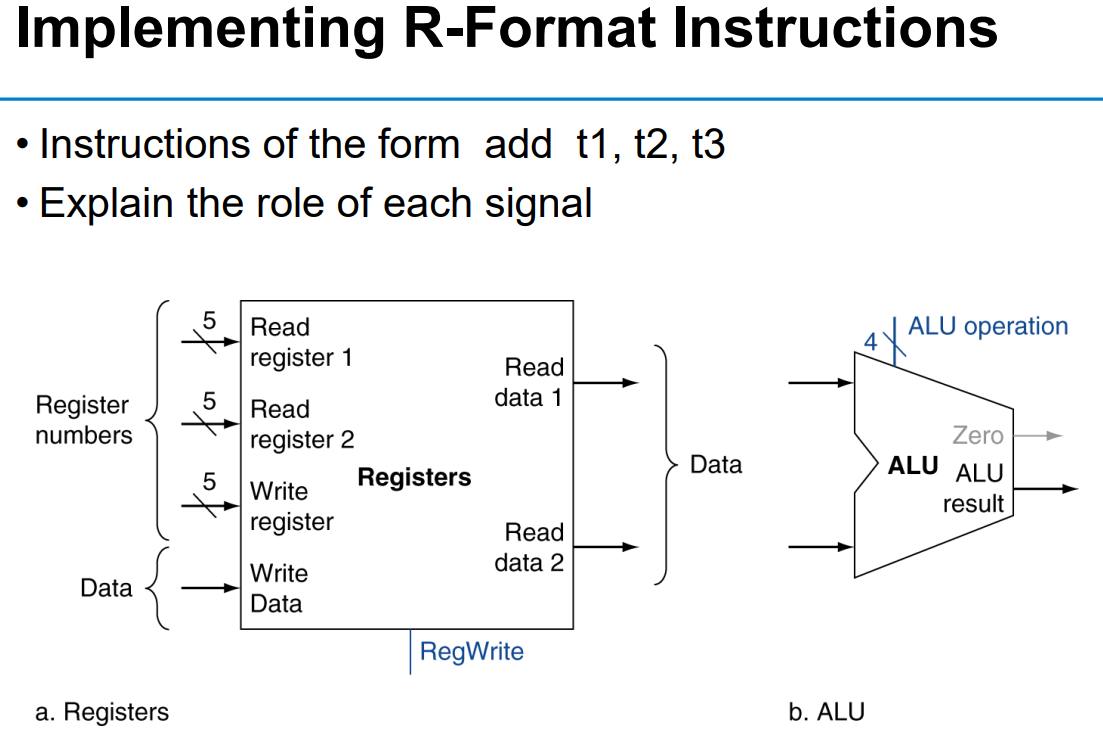 Implementing R-Format Instructions
• Instructions of the form add t1, t2, t3
• Explain the role of each signal
Register
numbers
Data
5
5
5
Read
register 1
Read
register 2
Write
register
Write
Data
Registers
Read
data 1
Read
data 2
RegWrite
Data
4
ALU operation
Zero
ALU
ALU
result
a. Registers
b. ALU